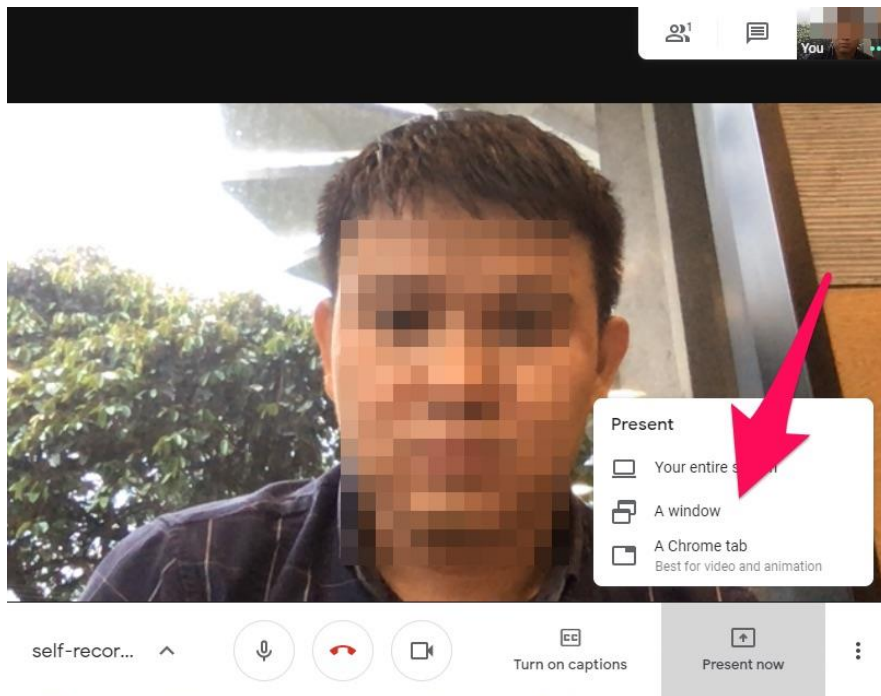 1
You
Present
Your entire
A window
A Chrome tab
Best for video and animation
self-recor...
CC
Turn on captions
Present now